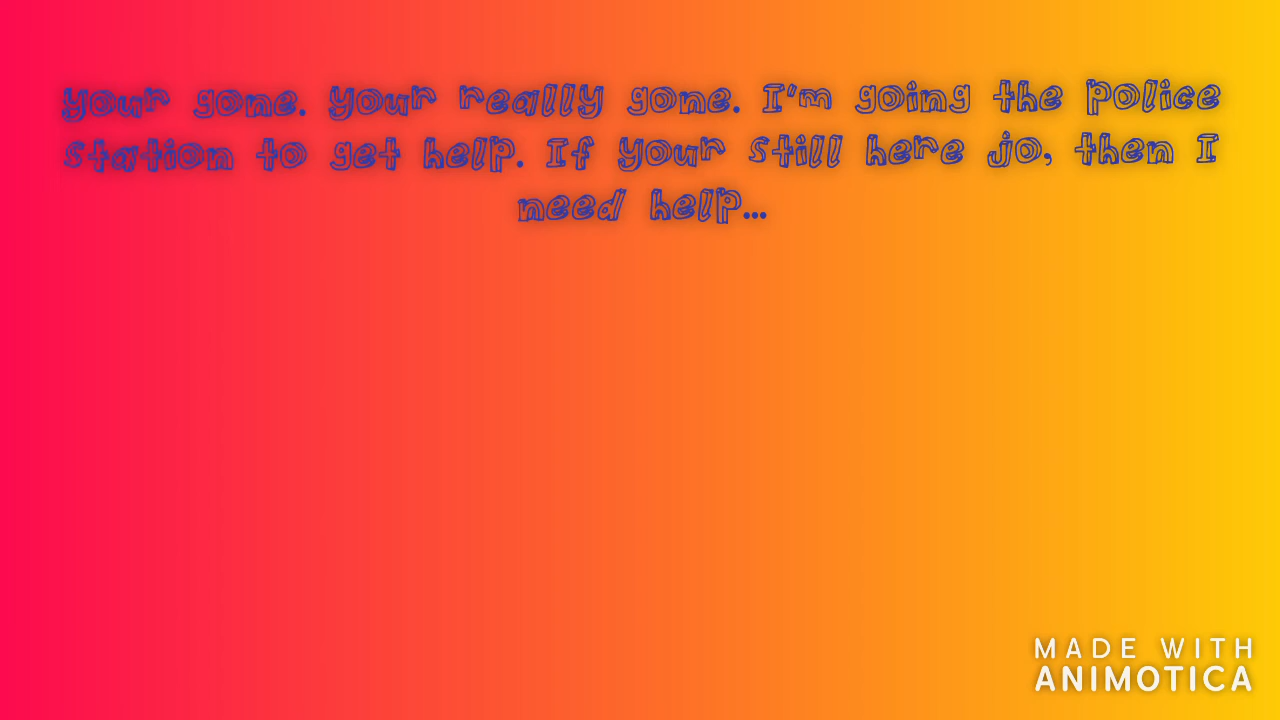 your gone. Your really gone. I'm going the police
station to get help. If your still here jo, then I
need help...
MADE WITH
ANIMOTICA